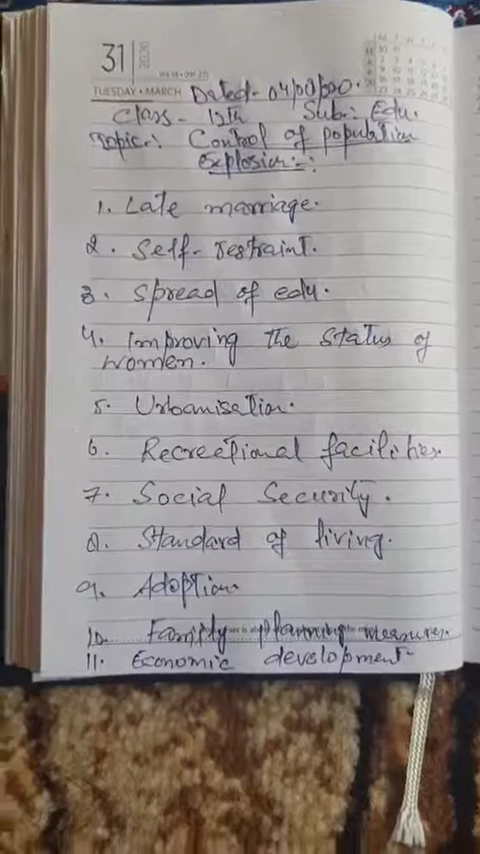 31
2020
TUESDAY • MARCH
Dated-
Class - 12th Sub:- Edu.
Topic:- Control of population
Explosion:-:
1. Late marriage.
2. Self-restraint.
3. Spread of edu.
4. Improving the status of
women.
5. Urbanisation.
6. Recreational facilities.
7. Social Security.
8. Standard of living.
9. Adoption.
10. Family planning measures.
11. Economic development